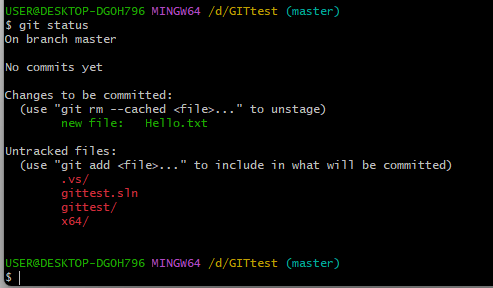 USER@DESKTOP-DGOH796 MINGW64 /d/GITtest (master)
$ git status
On branch master
No commits yet
Changes to be committed:
(use "git rm --cached <file>..." to unstage)
new file:   Hello.txt
Untracked files:
(use "git add <file>..." to include in what will be committed)
.vs/
gittest.sln
gittest/
x64/
USER@DESKTOP-DGOH796 MINGW64 /d/GITtest (master)
$